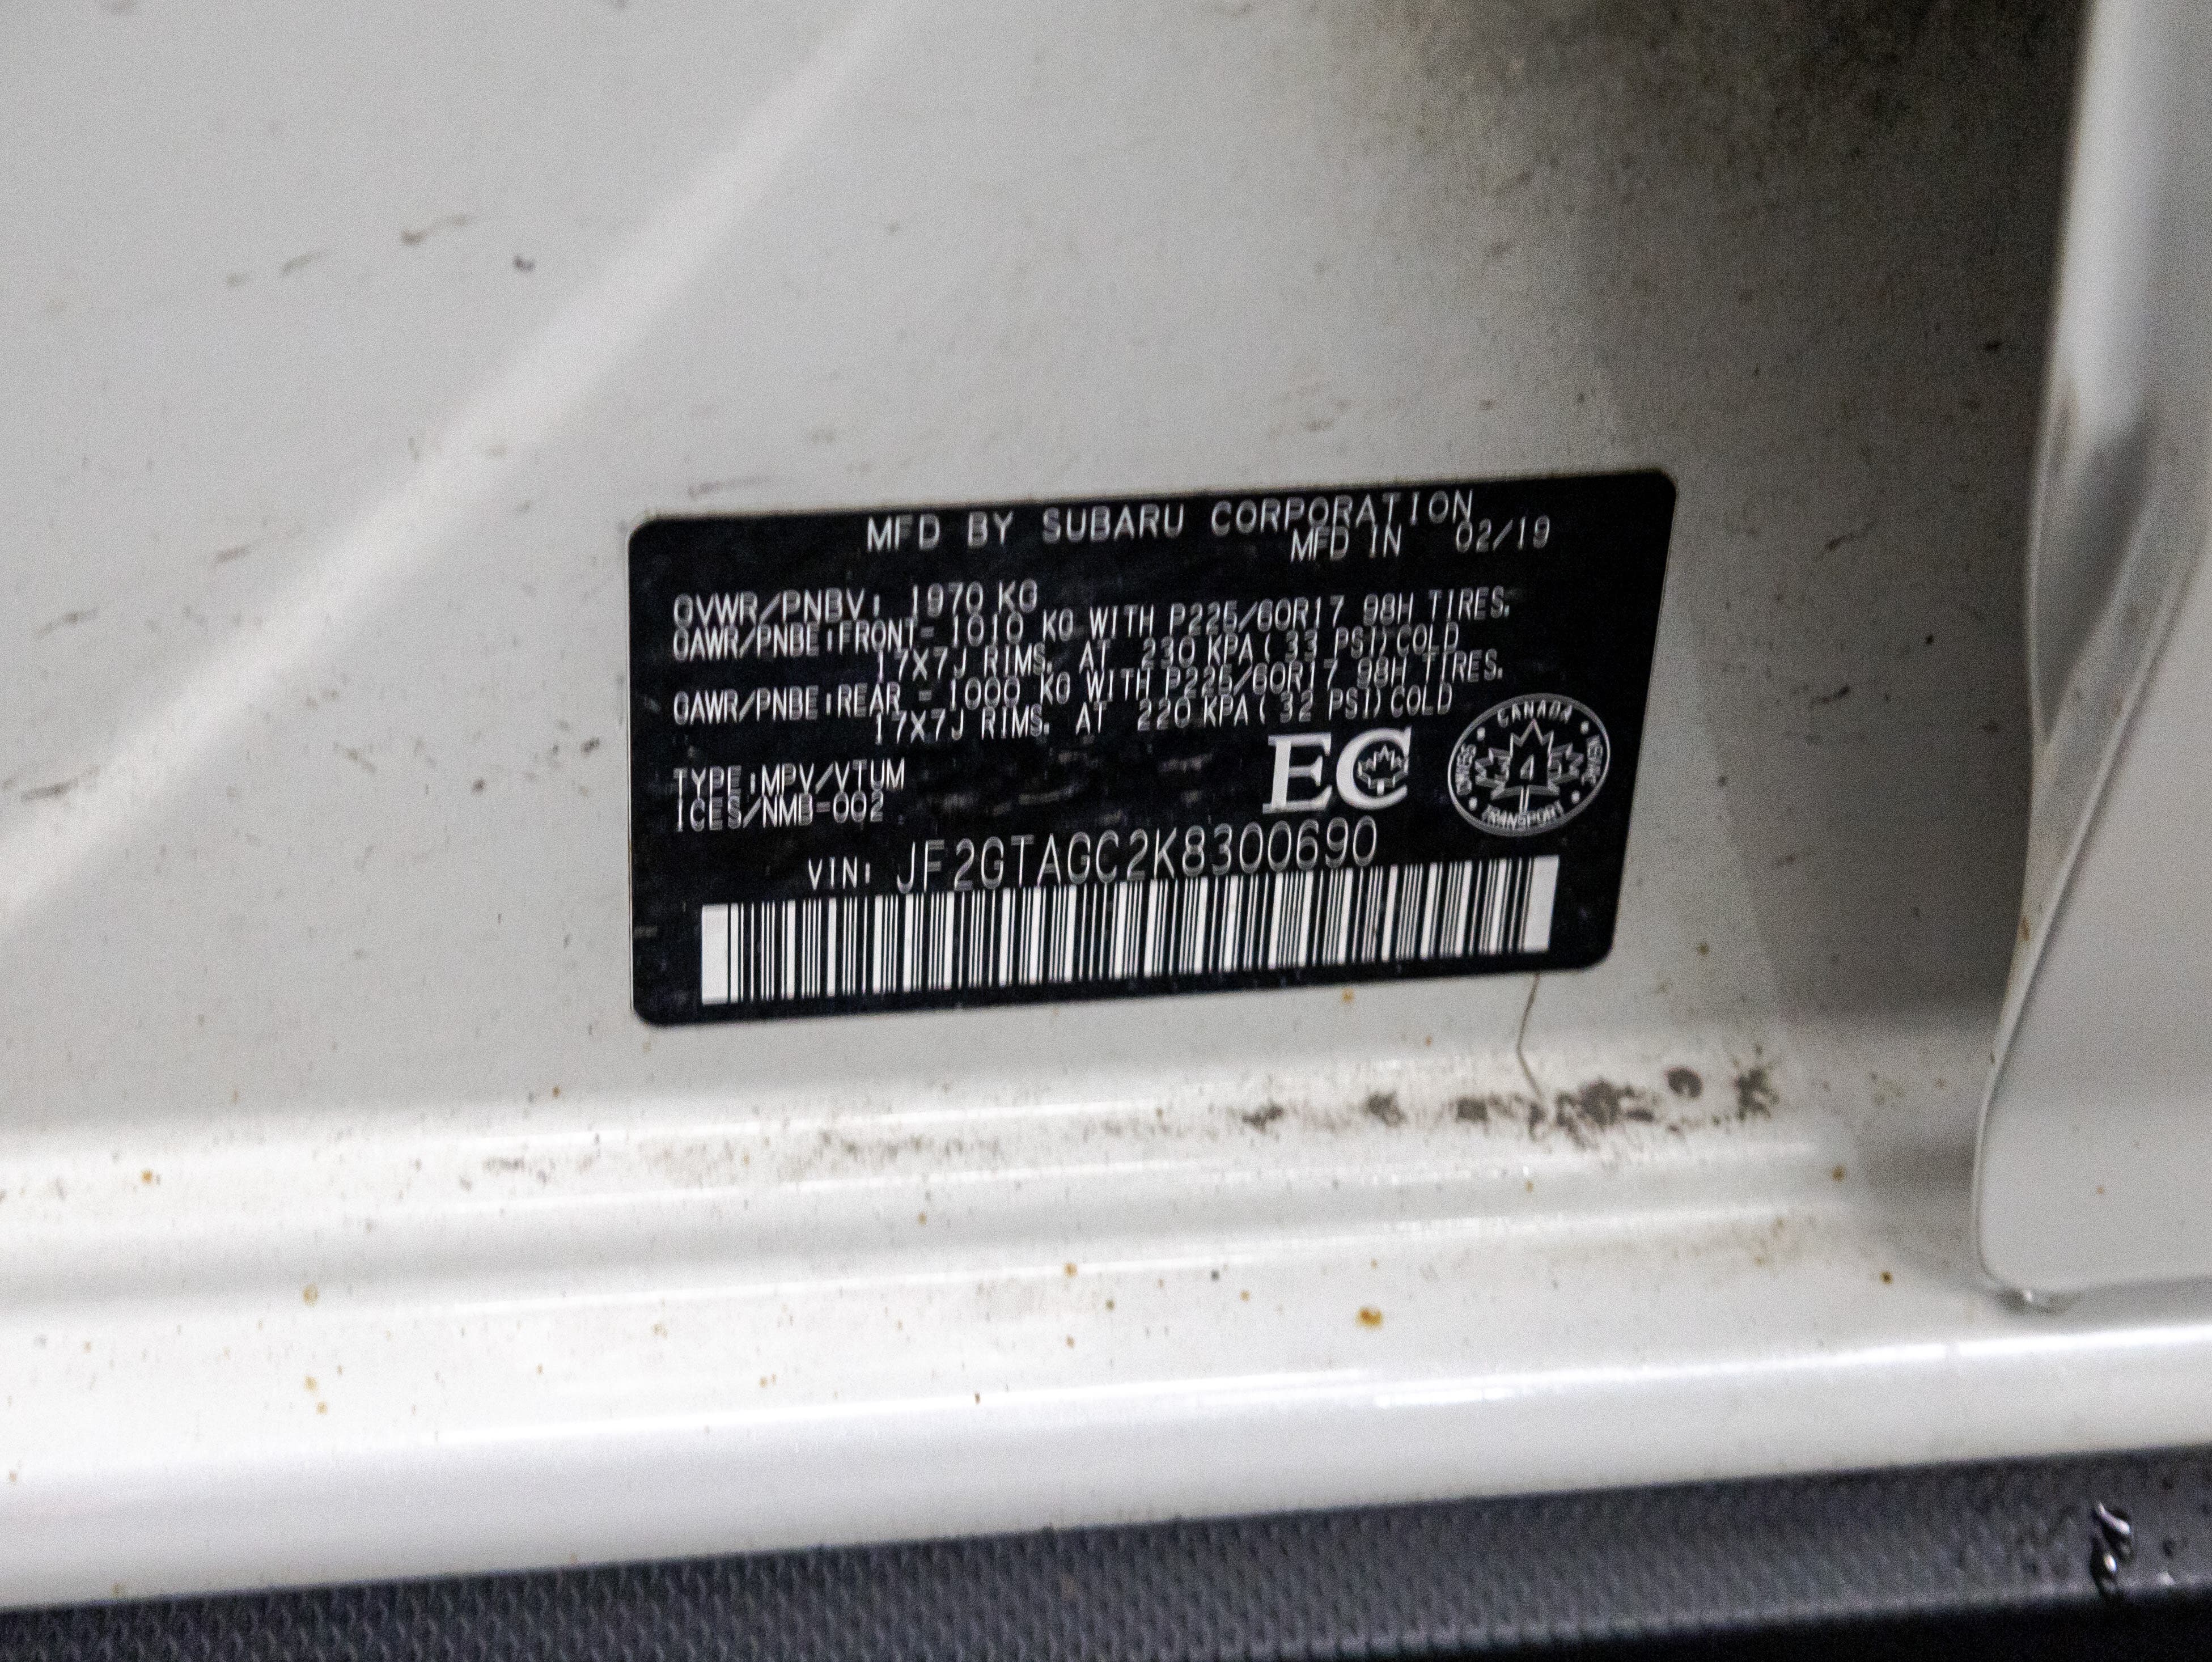 MFD BY SUBARU CORPORATION
MFD IN 02/19
GVWR/PNBV: 1970 KG
GAWR/PNBE:FRONT- 1010 KG WITH P225/60R17 98H TIRES.
17X7J RIMS. AT 230 KPA( 33 PSI)COLD
GAWR/PNBE:REAR - 1000 KG WITH P225/60R17 98H TIRES.
17X7J RIMS. AT 220 KPA( 32 PSI)COLD
TYPE:MPV/VTUM
ICES/NMB-002
EC
CANADA
TRANSPORT
4
VIN: JF2GTAGC2K8300690